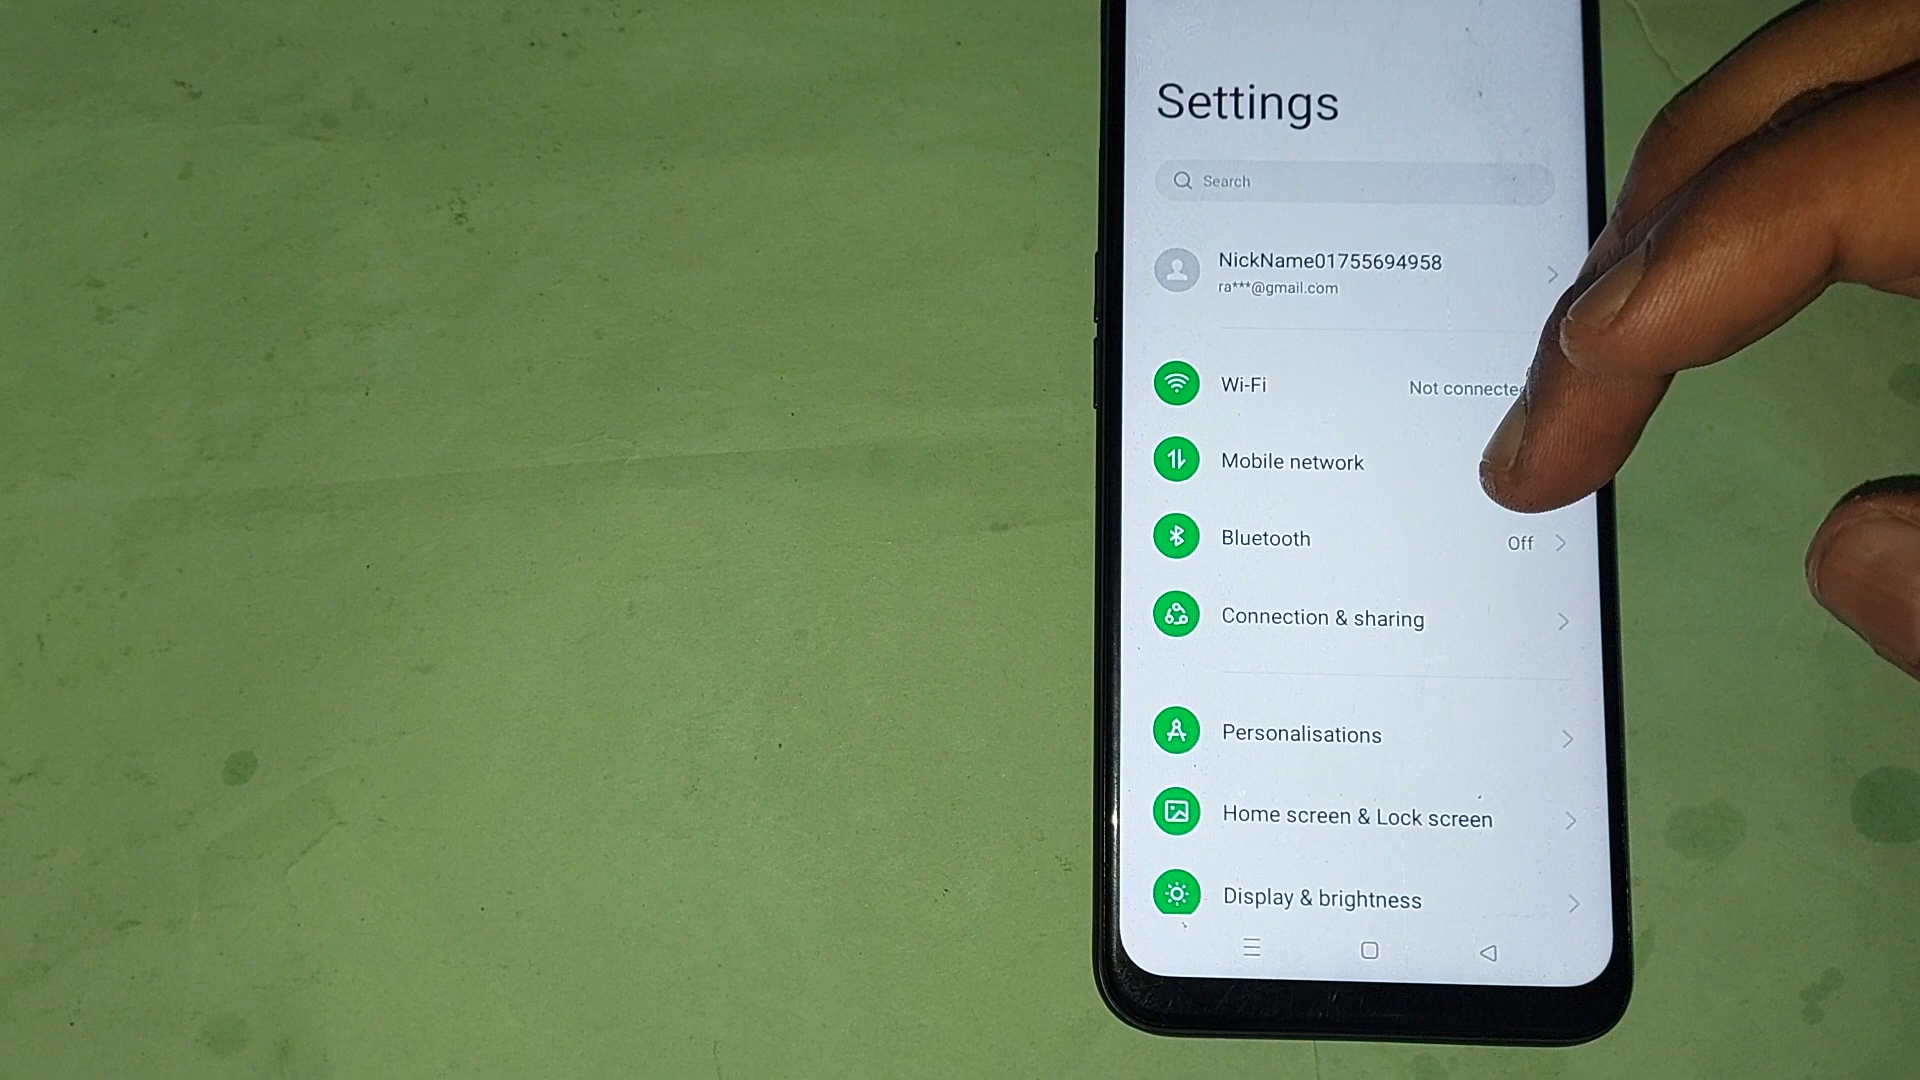 Settings
Search
NickName01755694958
ra***@gmail.com
Wi-Fi
Not connected
Mobile network
Bluetooth
Off
Connection & sharing
Personalisations
Home screen & Lock screen
Display & brightness